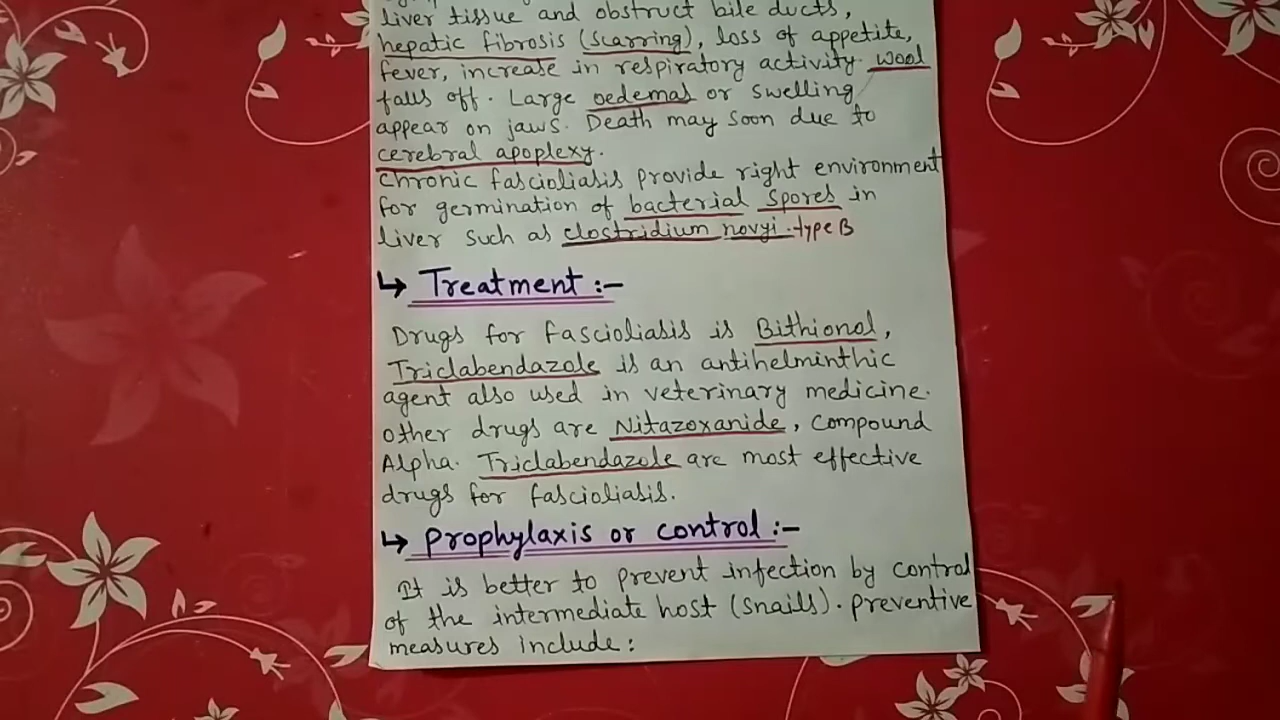 liver tissue and obstruct bile ducts,
hepatic fibrosis (scarring), loss of appetite,
fever, increase in respiratory activity. wool
falls off. Large oedemas or swelling
appear on jaws. Death may soon due to
cerebral apoplexy.
Chronic fascioliasis provide right environment
for germination of bacterial spores in
liver such as clostridium novyi.type B
↳ Treatment :-
Drugs for fascioliasis is Bithionol,
Triclabendazole is an antihelminthic
agent also used in veterinary medicine.
Other drugs are Nitazoxanide, Compound
Alpha. Triclabendazole are most effective
drugs for fascioliasis.
↳ Prophylaxis or control :-
It is better to prevent infection by control
of the intermediate host (snails). preventive
measures include :